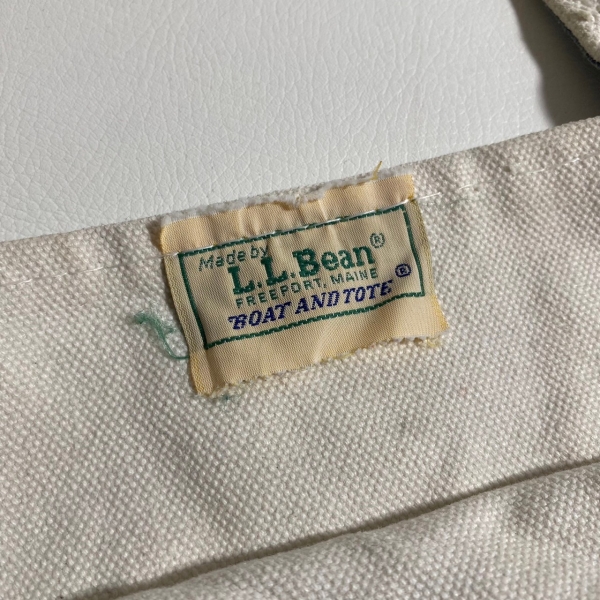 Made by
L.L.Bean®
FREEPORT, MAINE
BOAT AND TOTE ®